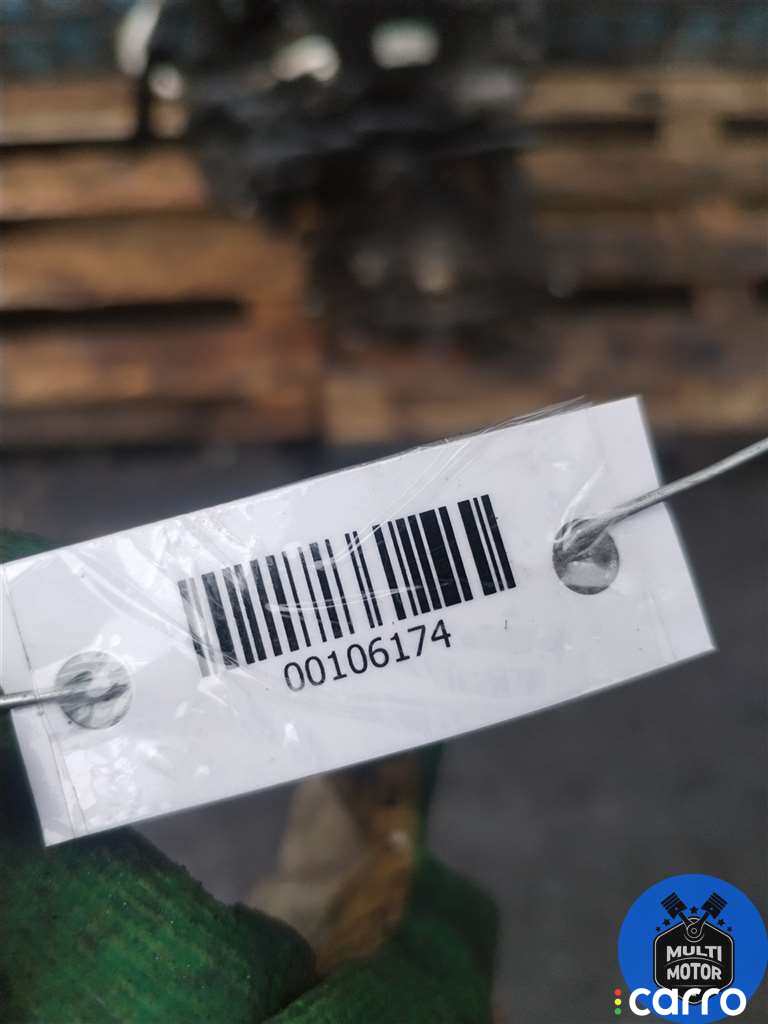 00106174
MULTI
MOTOR
carro